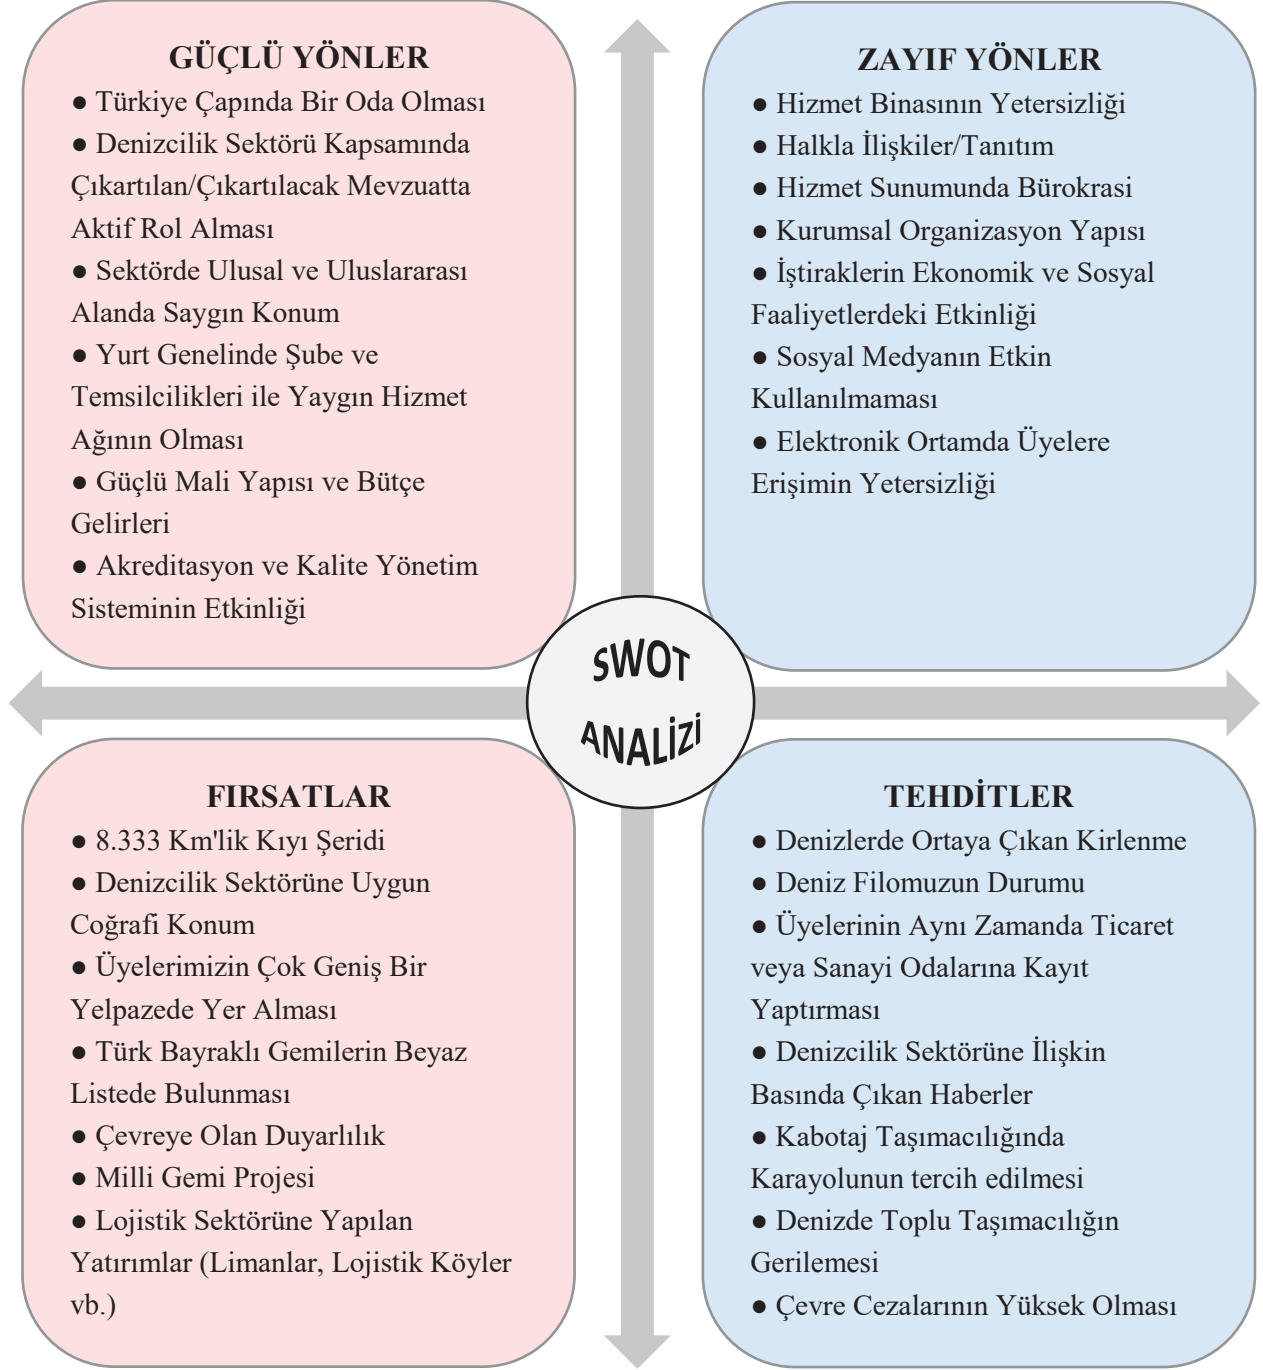 GÜÇLÜ YÖNLER
● Türkiye Çapında Bir Oda Olması
● Denizcilik Sektörü Kapsamında
Çıkartılan/Çıkartılacak Mevzuatta
Aktif Rol Alması
● Sektörde Ulusal ve Uluslararası
Alanda Saygın Konum
● Yurt Genelinde Şube ve
Temsilcilikleri ile Yaygın Hizmet
Ağının Olması
● Güçlü Mali Yapısı ve Bütçe
Gelirleri
● Akreditasyon ve Kalite Yönetim
Sisteminin Etkinliği
ZAYIF YÖNLER
● Hizmet Binasının Yetersizliği
● Halkla İlişkiler/Tanıtım
● Hizmet Sunumunda Bürokrasi
● Kurumsal Organizasyon Yapısı
● İştiraklerin Ekonomik ve Sosyal
Faaliyetlerdeki Etkinliği
● Sosyal Medyanın Etkin
Kullanılmaması
● Elektronik Ortamda Üyelere
Erişimin Yetersizliği
SWOT
ANALİZİ
FIRSATLAR
● 8.333 Km'lik Kıyı Şeridi
● Denizcilik Sektörüne Uygun
Coğrafi Konum
● Üyelerimizin Çok Geniş Bir
Yelpazede Yer Alması
● Türk Bayraklı Gemilerin Beyaz
Listede Bulunması
● Çevreye Olan Duyarlılık
● Milli Gemi Projesi
● Lojistik Sektörüne Yapılan
Yatırımlar (Limanlar, Lojistik Köyler
vb.)
TEHDİTLER
● Denizlerde Ortaya Çıkan Kirlenme
● Deniz Filomuzun Durumu
● Üyelerinin Aynı Zamanda Ticaret
veya Sanayi Odalarına Kayıt
Yaptırması
● Denizcilik Sektörüne İlişkin
Basında Çıkan Haberler
● Kabotaj Taşımacılığında
Karayolunun tercih edilmesi
● Denizde Toplu Taşımacılığın
Gerilemesi
● Çevre Cezalarının Yüksek Olması